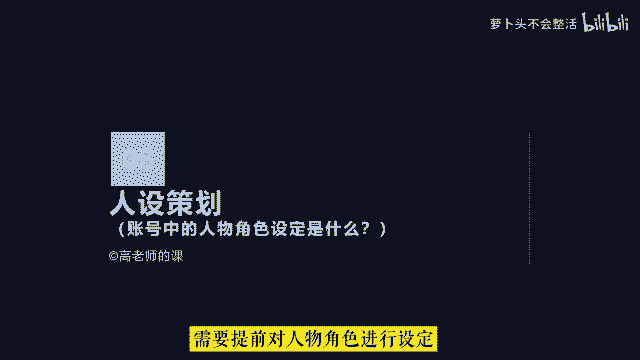 萝卜头不会整活 bilibili
人设策划
（账号中的人物角色设定是什么？）
©高老师的课
需要提前对人物角色进行设定